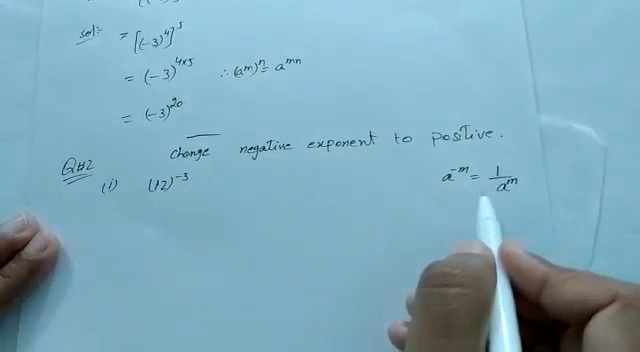 sol: = [(-3)^4]^5
= (-3)^{4×5} ∴ (a^m)^n = a^{mn}
= (-3)^{20}
Q#2 change negative exponent to positive.
(i) (12)^{-3} a^{-m} = 1/a^m